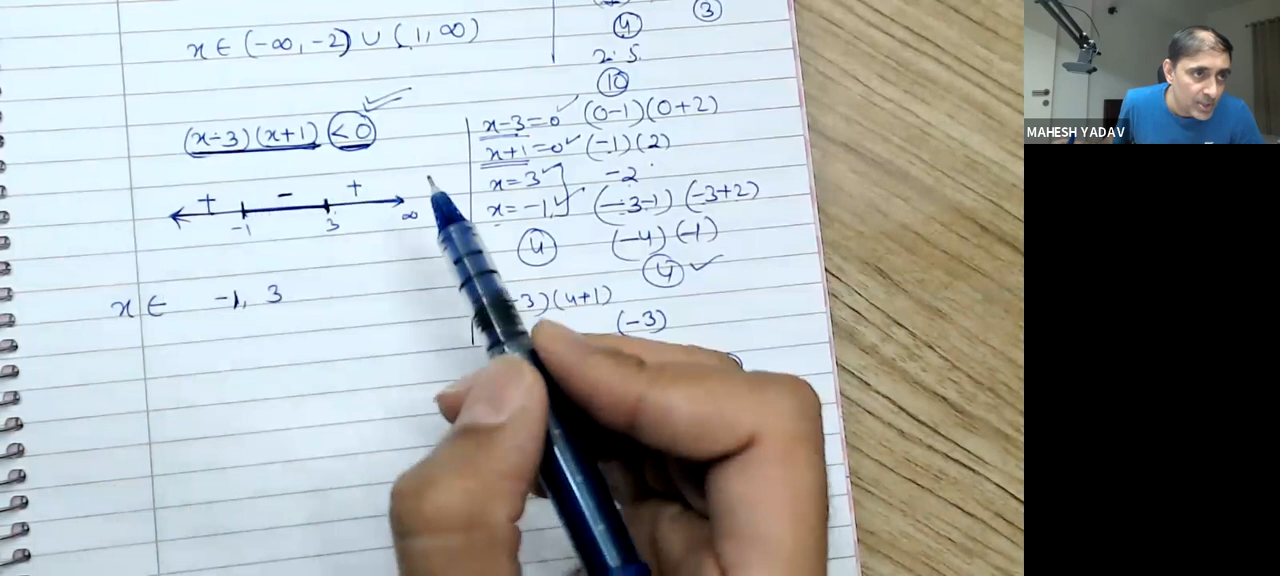 x ∈ (-∞, -2) ∪ (1, ∞)
(x-3)(x+1) < 0
+ - +
-1 3 ∞
x ∈ -1, 3
4
3
2.5
10
x-3=0 ✓ (0-1)(0+2)
x+1=0 ✓ (-1)(2)
x=3 ✓ -2
x=-1 ✓ (-3-1)(-3+2)
4 (-4)(-1)
4 ✓
-3)(4+1)
(-3)
MAHESH YADAV